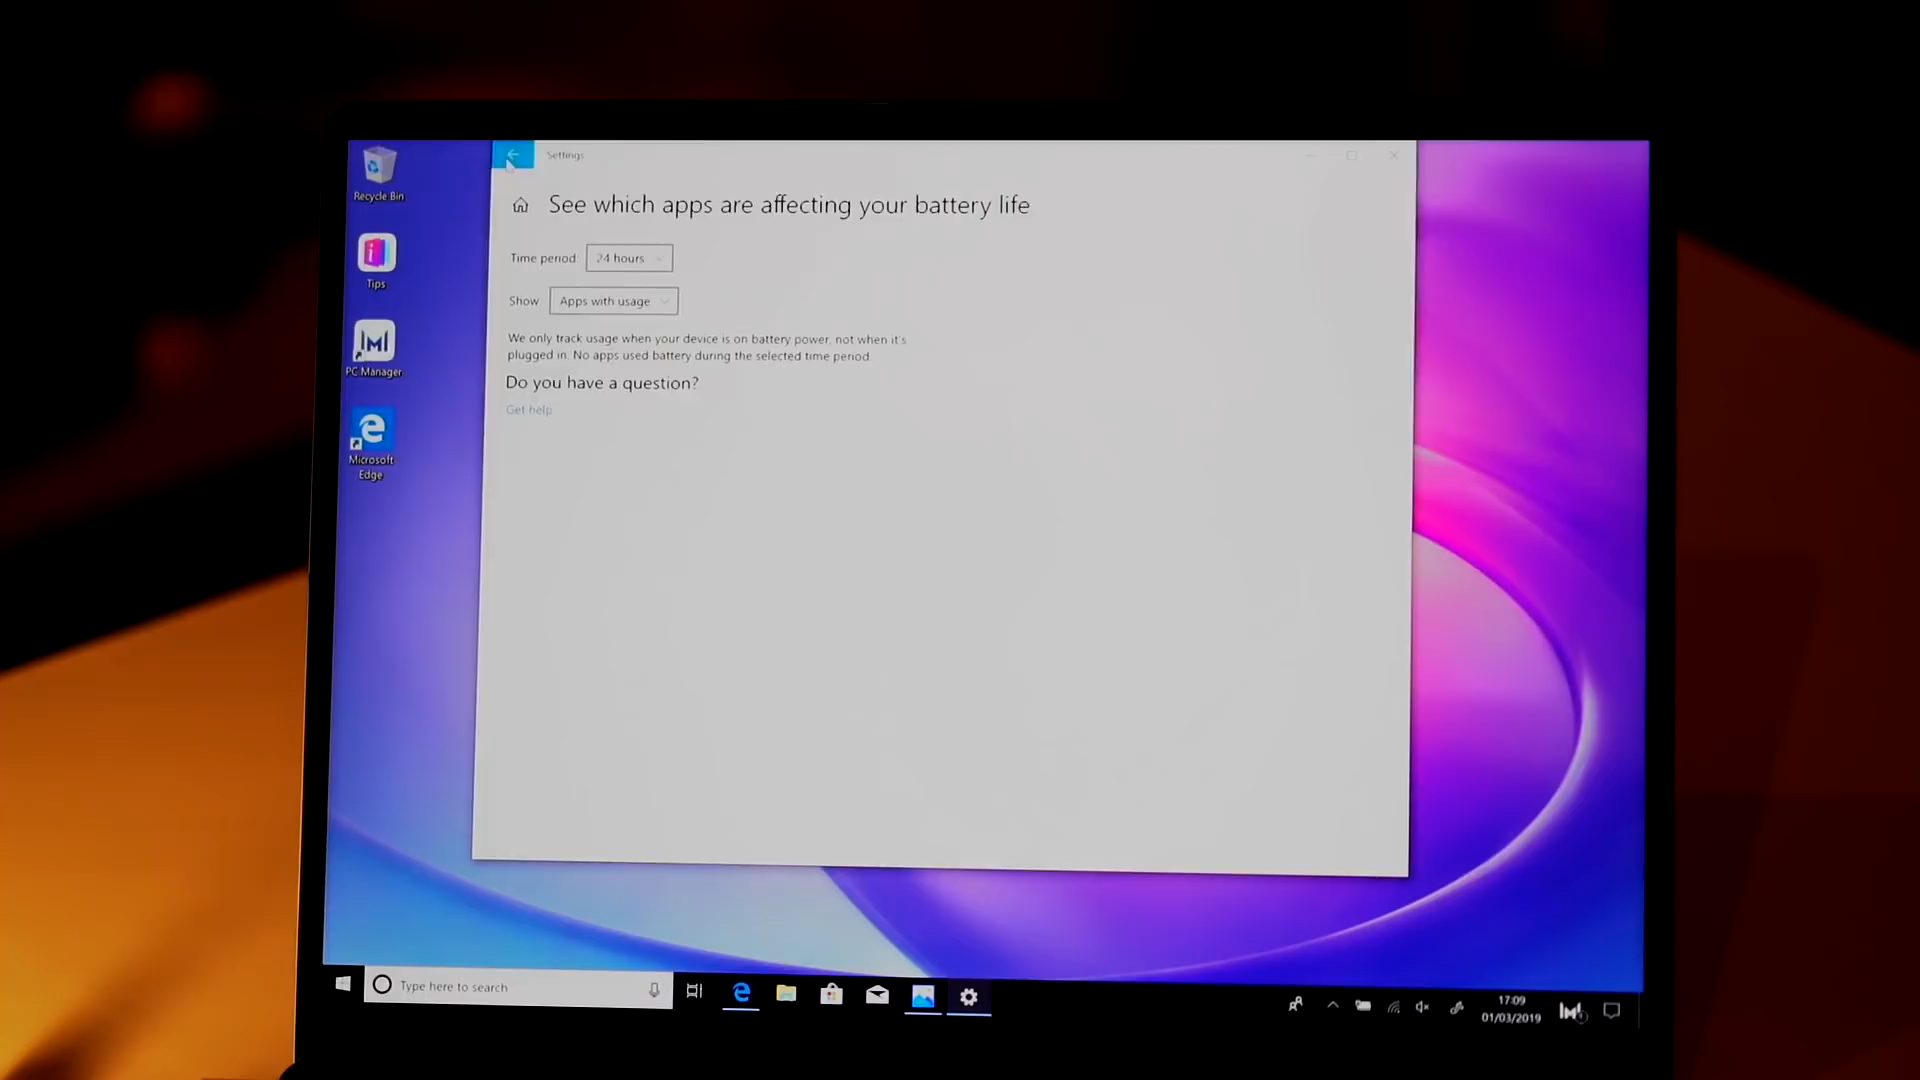 Recycle Bin
Tips
PC Manager
Microsoft
Edge
Settings
See which apps are affecting your battery life
Time period: 24 hours
Show: Apps with usage
We only track usage when your device is on battery power, not when it's
plugged in. No apps used battery during the selected time period.
Do you have a question?
Get help
Type here to search
17:09
01/03/2019